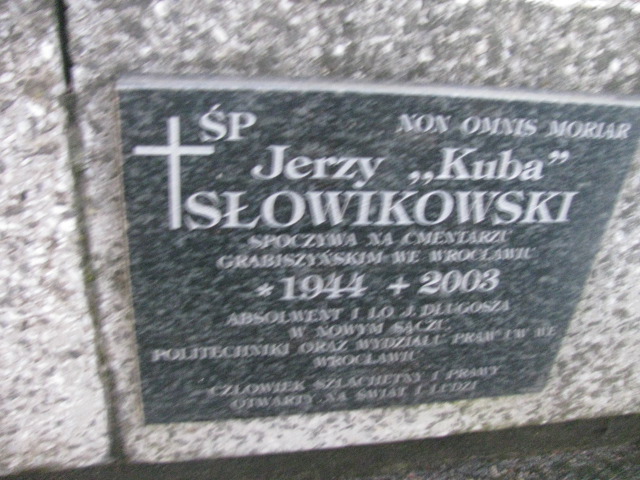 ŚP
NON OMNIS MORIAR
Jerzy „Kuba”
SŁOWIKOWSKI
SPOCZYWA NA CMENTARZU
GRABISZYŃSKIM WE WROCŁAWIU
* 1944 + 2003
ABSOLWENT I LO J. DŁUGOSZA
W NOWYM SĄCZU,
POLITECHNIKI ORAZ WYDZIAŁU PRAW UW WE
WROCŁAWIU
CZŁOWIEK SZLACHETNY I PRAWY
OTWARTY NA ŚWIAT I LUDZI